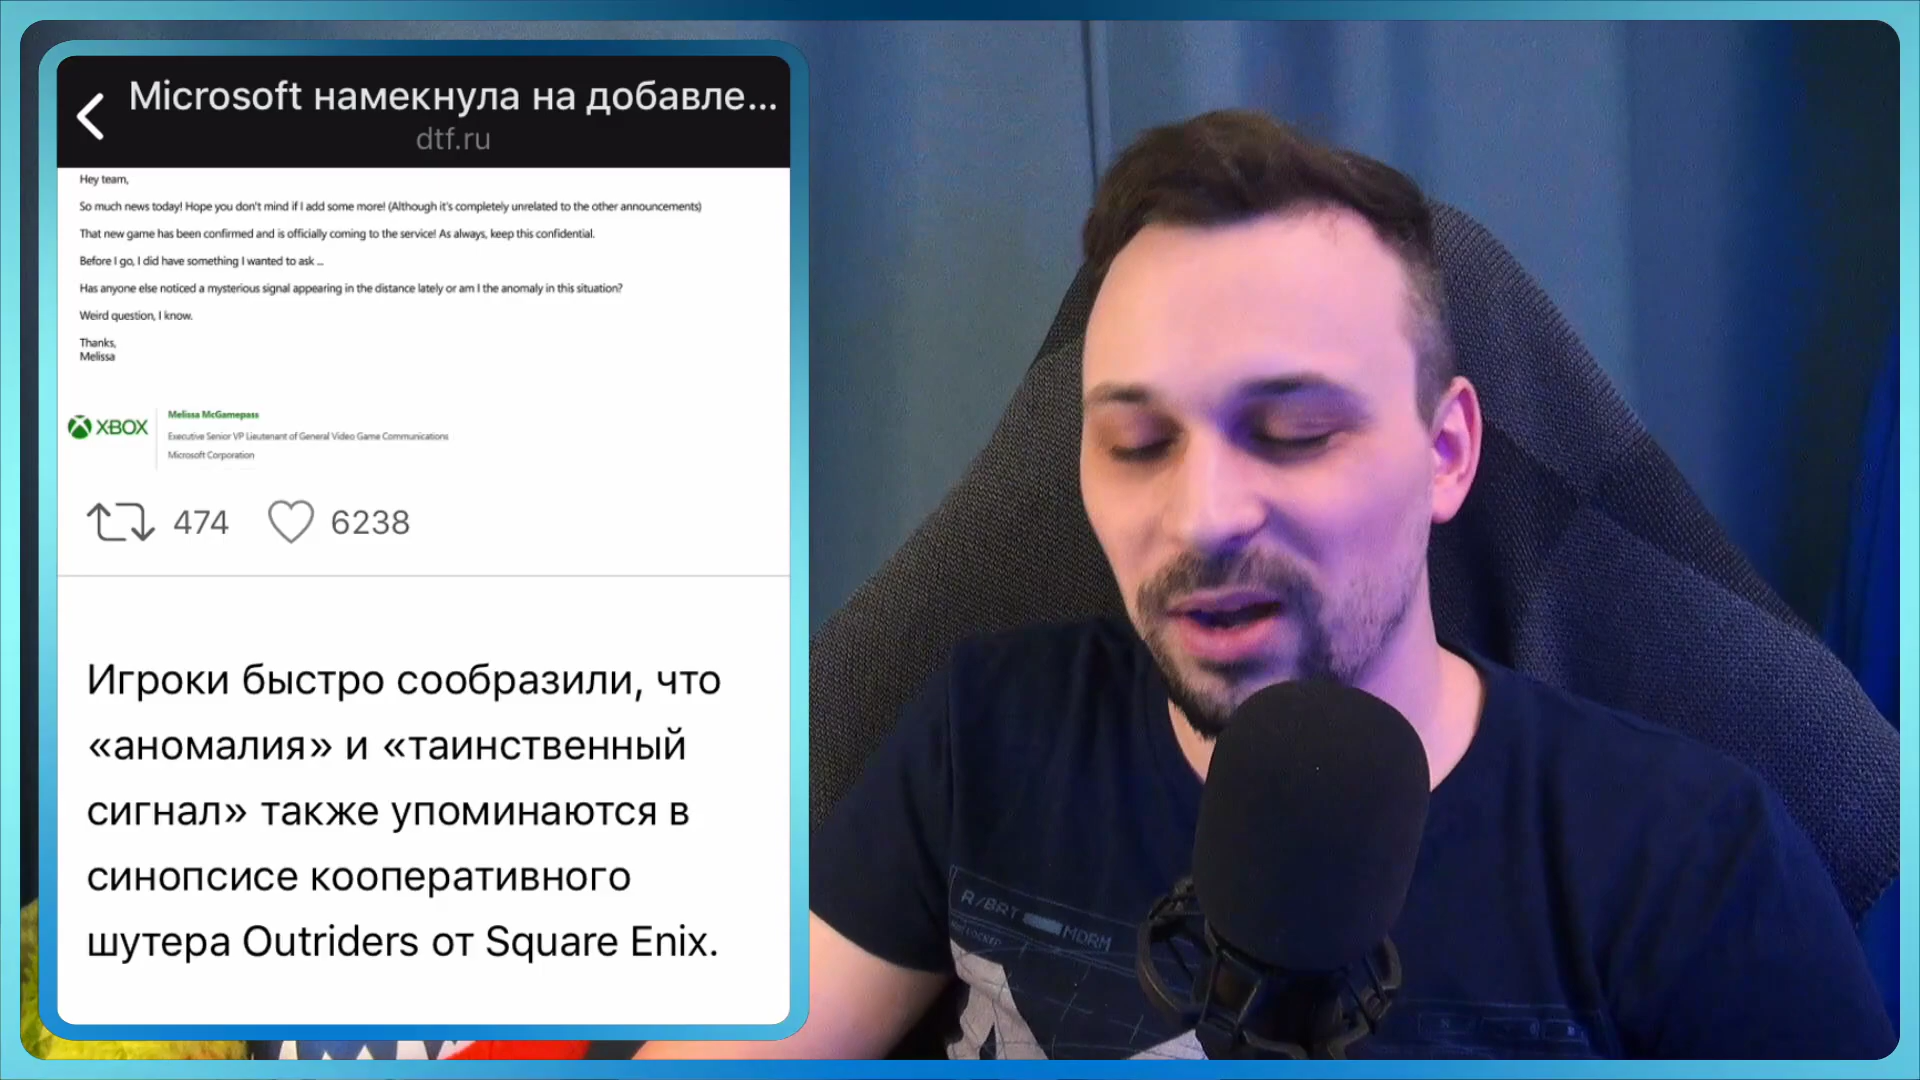 Microsoft намекнула на добавле...
dtf.ru
Hey team,
So much news today! Hope you don't mind if I add some more! (Although it's completely unrelated to the other announcements)
That new game has been confirmed and is officially coming to the service! As always, keep this confidential.
Before I go, I did have something I wanted to ask ...
Has anyone else noticed a mysterious signal appearing in the distance lately or am I the anomaly in this situation?
Weird question, I know.
Thanks,
Melissa
XBOX
Melissa McGamepass
Executive Senior VP Lieutenant of General Video Game Communications
Microsoft Corporation
474 6238
Игроки быстро сообразили, что
«аномалия» и «таинственный
сигнал» также упоминаются в
синопсисе кооперативного
шутера Outriders от Square Enix.
R/BRT MDRM
LOCKED